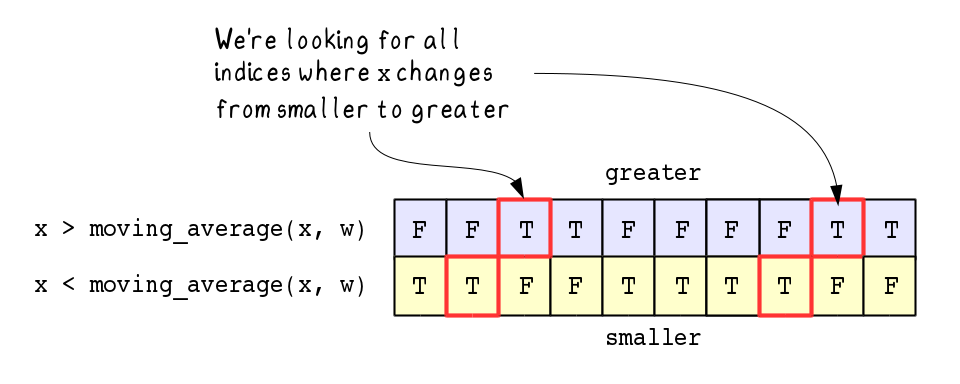 We're looking for all
indices where x changes
from smaller to greater
greater
x > moving_average(x, w) F F T T F F F F T T
x < moving_average(x, w) T T F F T T T T F F
smaller